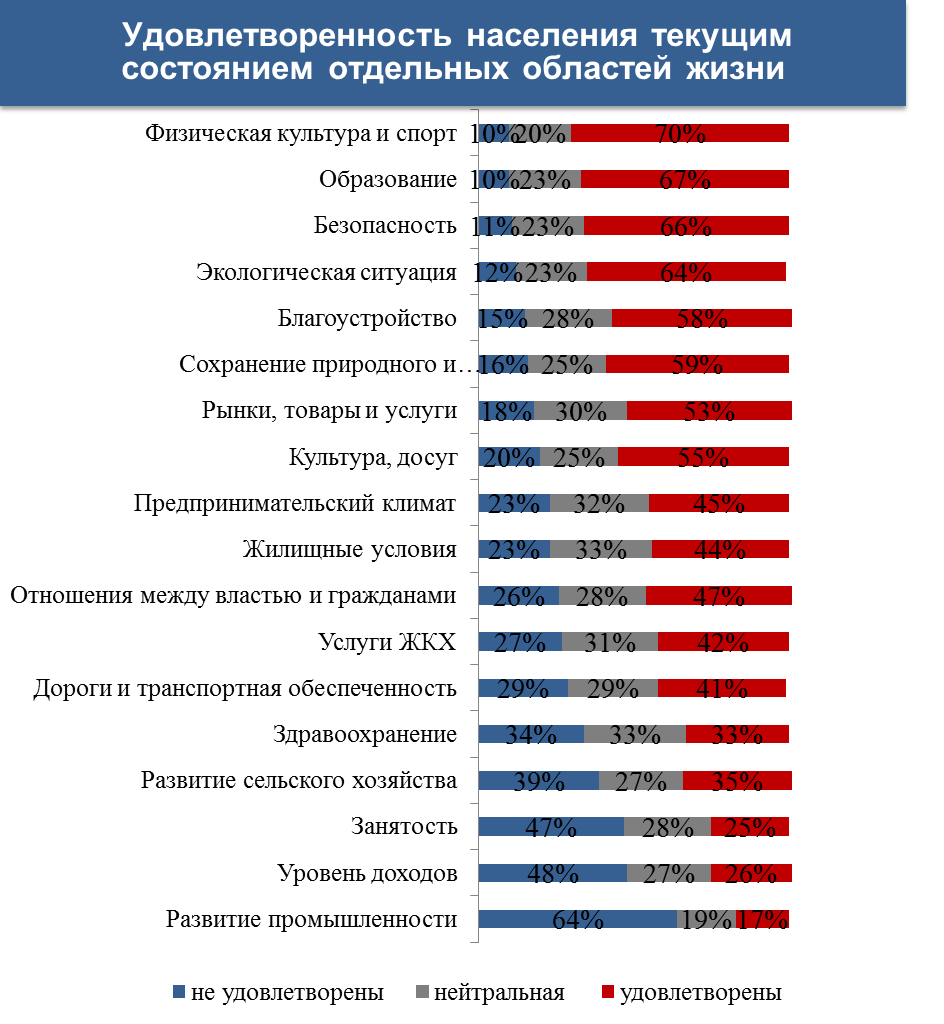 Удовлетворенность населения текущим
состоянием отдельных областей жизни
Физическая культура и спорт 10% 20% 70%
Образование 10% 23% 67%
Безопасность 11% 23% 66%
Экологическая ситуация 12% 23% 64%
Благоустройство 15% 28% 58%
Сохранение природного и… 16% 25% 59%
Рынки, товары и услуги 18% 30% 53%
Культура, досуг 20% 25% 55%
Предпринимательский климат 23% 32% 45%
Жилищные условия 23% 33% 44%
Отношения между властью и гражданами 26% 28% 47%
Услуги ЖКХ 27% 31% 42%
Дороги и транспортная обеспеченность 29% 29% 41%
Здравоохранение 34% 33% 33%
Развитие сельского хозяйства 39% 27% 35%
Занятость 47% 28% 25%
Уровень доходов 48% 27% 26%
Развитие промышленности 64% 19% 17%
не удовлетворены нейтральная удовлетворены